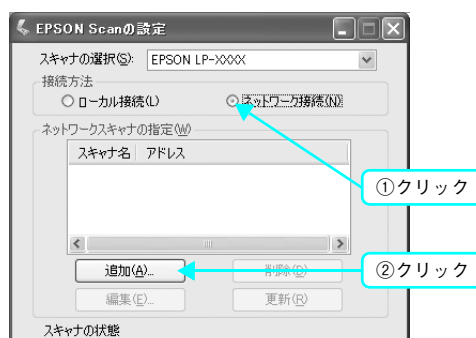 EPSON Scanの設定
スキャナの選択(S): EPSON LP-XXXX
接続方法
ローカル接続(L) ネットワーク接続(N)
ネットワークスキャナの指定(W)
スキャナ名 アドレス
①クリック
追加(A)... 削除(D) ②クリック
編集(E)... 更新(R)
スキャナの状態